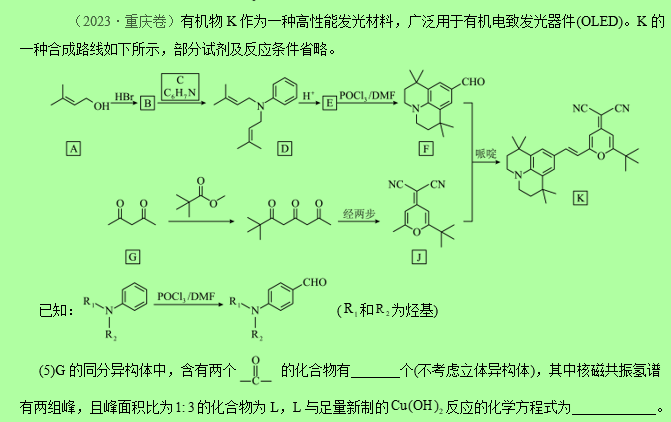 (2023·重庆卷)有机物K作为一种高性能发光材料，广泛用于有机电致发光器件(OLED)。K的
一种合成路线如下所示，部分试剂及反应条件省略。
OH
HBr
B
C
C₆H₇N
N
H⁺
E
POCl₃/DMF
CHO
N
A
D
F
哌啶
NC CN
O
N
K
O O
O
O
O O O
经两步
NC CN
O
G
J
已知：
R₁ N R₂
POCl₃/DMF
R₁ N R₂ CHO
(R₁和R₂为烃基)
(5)G的同分异构体中，含有两个 —C(=O)— 的化合物有_______个(不考虑立体异构体)，其中核磁共振氢谱
有两组峰，且峰面积比为1:3的化合物为L，L与足量新制的Cu(OH)₂反应的化学方程式为____________。